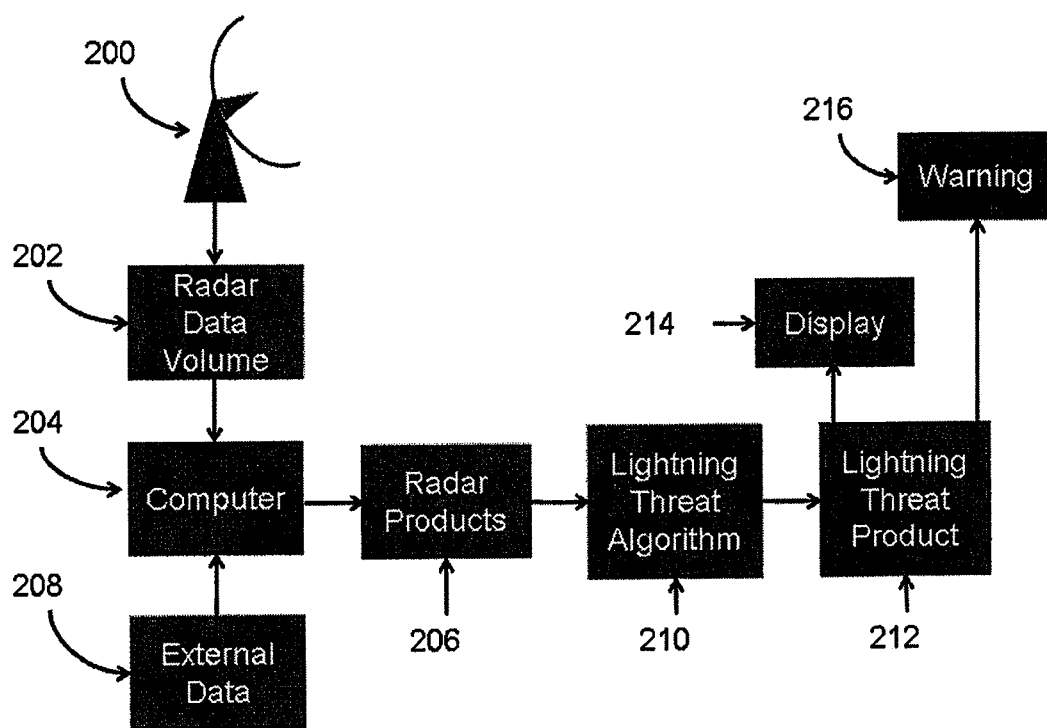 200
216
Warning
202
Radar
Data
Volume
214
Display
204
Computer
Radar
Products
Lightning
Threat
Algorithm
Lightning
Threat
Product
208
External
Data
206
210
212